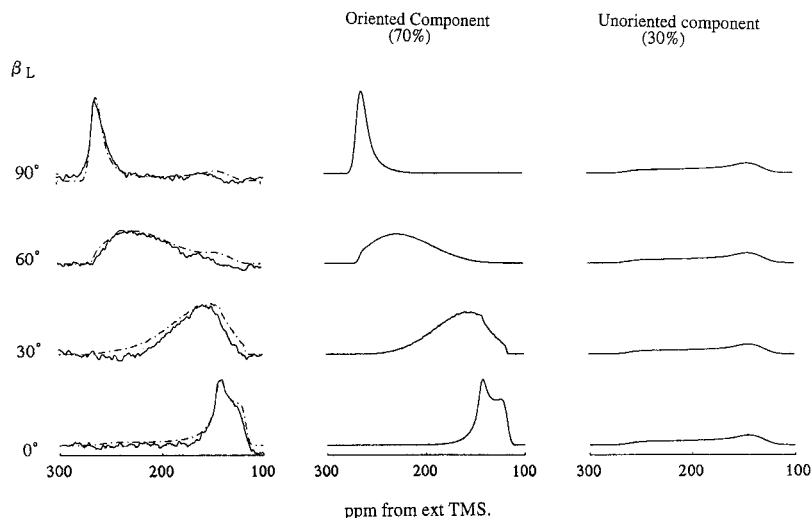 Oriented Component
(70%)
Unoriented component
(30%)
β L
90°
60°
30°
0°
300 200 100
300 200 100
300 200 100
ppm from ext TMS.